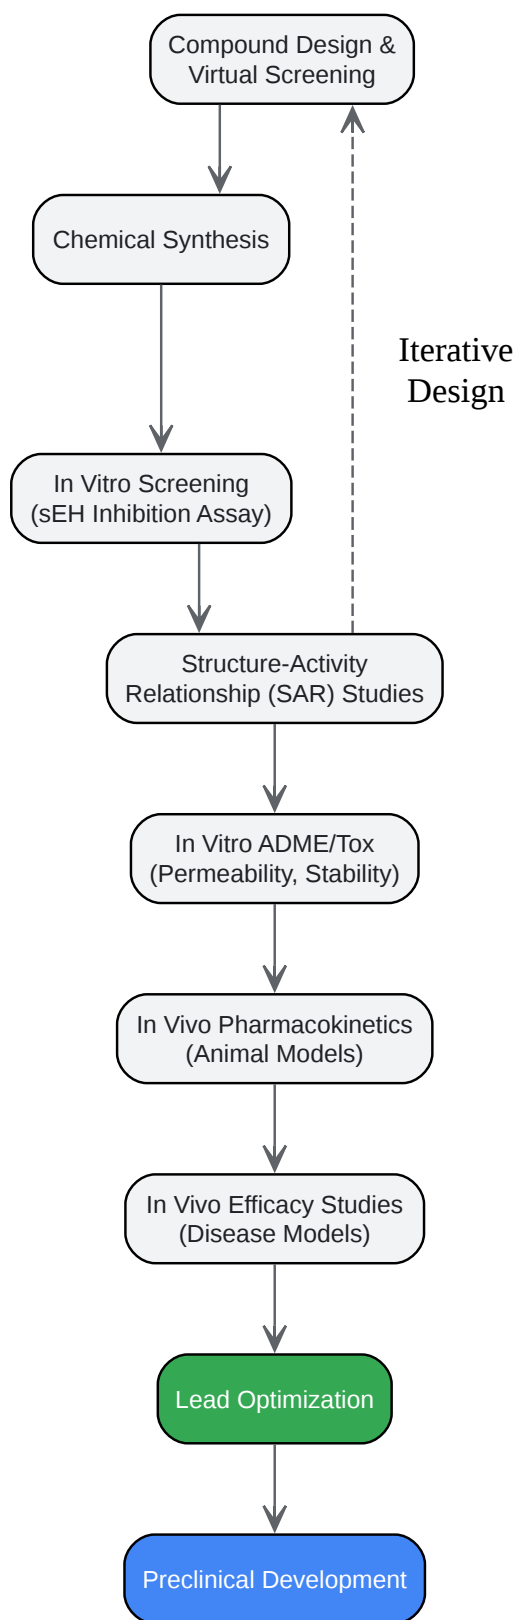 Compound Design &
Virtual Screening
Chemical Synthesis
Iterative
Design
In Vitro Screening
(sEH Inhibition Assay)
Structure-Activity
Relationship (SAR) Studies
In Vitro ADME/Tox
(Permeability, Stability)
In Vivo Pharmacokinetics
(Animal Models)
In Vivo Efficacy Studies
(Disease Models)
Lead Optimization
Preclinical Development